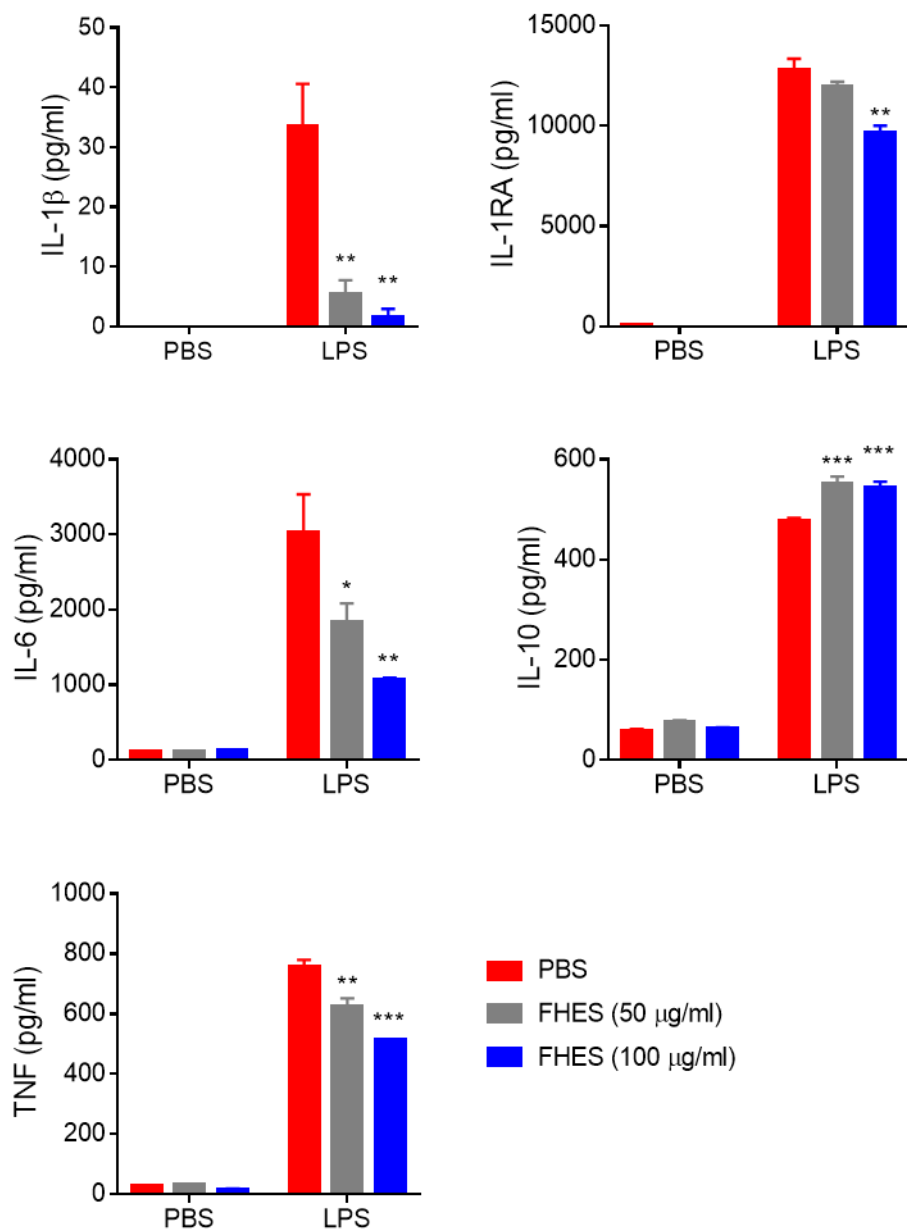 50
40
30
20
10
0
IL-1β (pg/ml)
**
**
PBS
LPS
15000
10000
5000
0
IL-1RA (pg/ml)
**
PBS
LPS
4000
3000
2000
1000
0
IL-6 (pg/ml)
*
**
PBS
LPS
600
400
200
0
IL-10 (pg/ml)
***
***
PBS
LPS
1000
800
600
400
200
0
TNF (pg/ml)
**
***
PBS
LPS
PBS
FHES (50 μg/ml)
FHES (100 μg/ml)